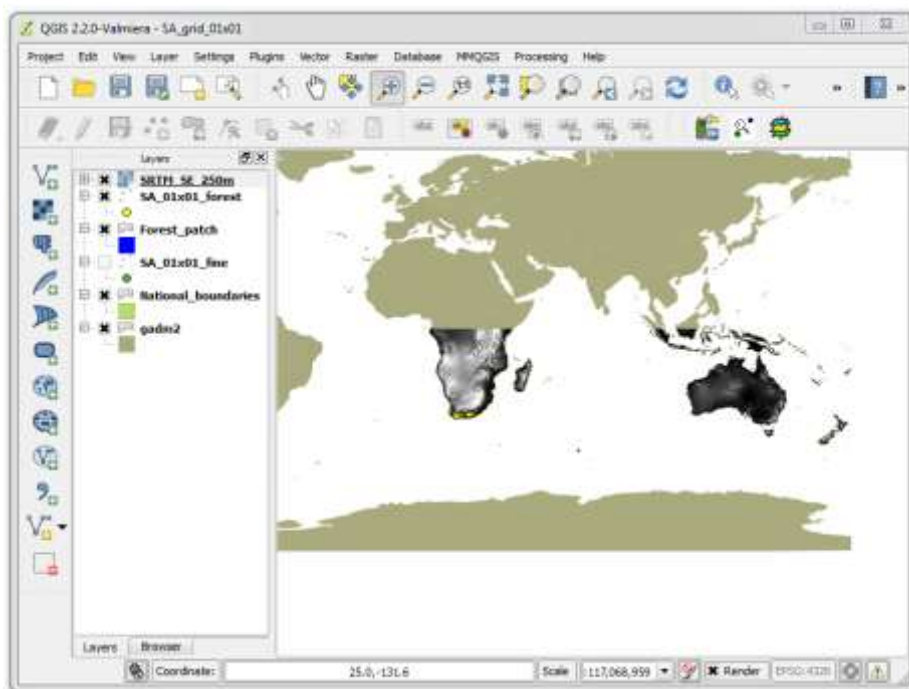 QGIS 2.2.0-Valmiera - SA_grid_01x01
Project Edit View Layer Settings Plugins Vector Raster Database MMQGIS Processing Help
Layers
SRTM_SE_250m
SA_01x01_forest
Forest_patch
SA_01x01_fine
National_boundaries
gadm2
Layers Browser
Coordinate: 25.0,-131.6 Scale 117,068,959 Render EPSG:4326